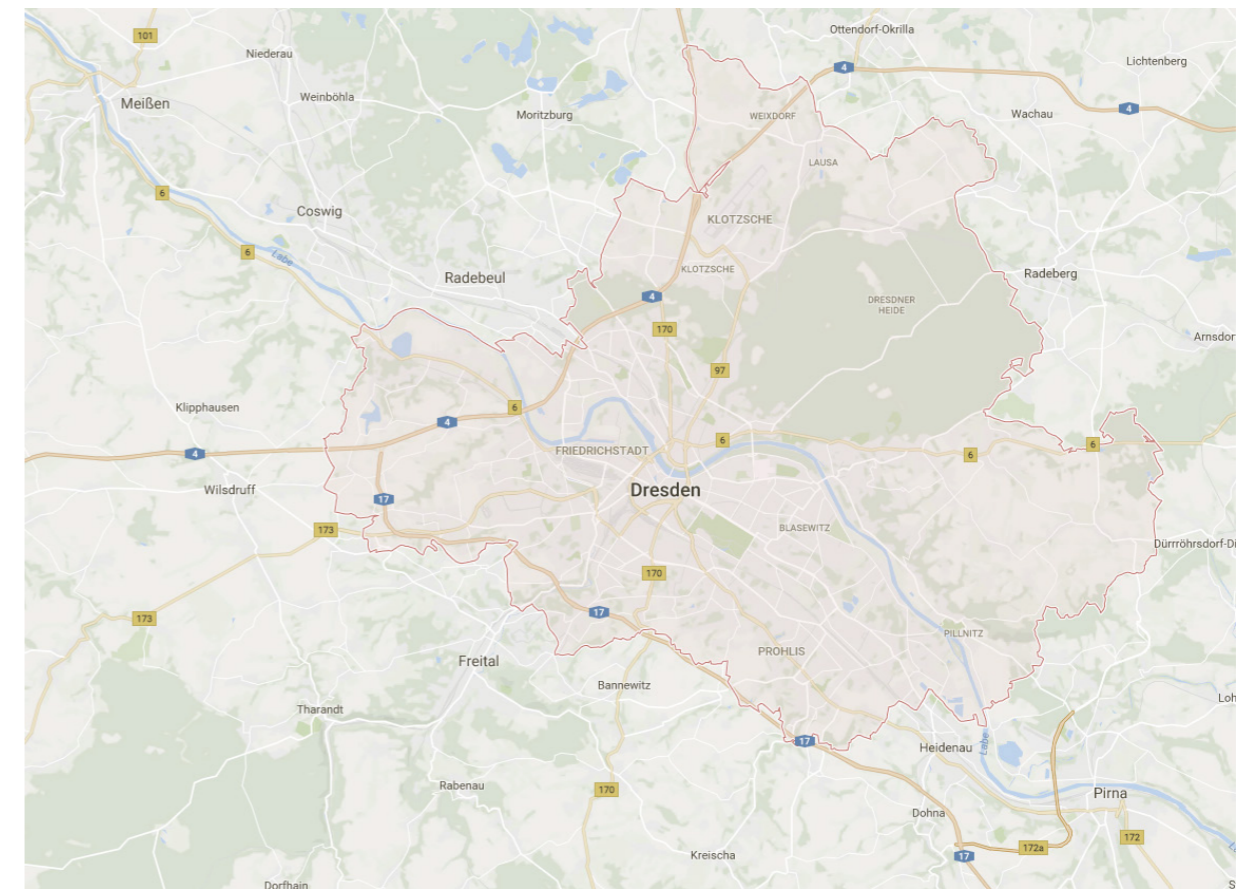 Ottendorf-Okrilla
101
Niederau
Lichtenberg
4
Weinböhla
Meißen
4
Moritzburg
WEIXDORF
Wachau
LAUSA
6
Coswig
KLOTZSCHE
6
Labe
Radebeul
KLOTZSCHE
Radeberg
4
DRESDNER
HEIDE
170
Arnsdor
97
Klipphausen
6
4
6
6
FRIEDRICHSTADT
4
6
Wilsdruff
Dresden
17
173
BLASEWITZ
Dürrröhrsdorf-Di
170
17
173
PILLNITZ
PROHLIS
Freital
Bannewitz
Loh
Tharandt
17
Heidenau
Labe
Rabenau
170
Pirna
Dohna
172
172a
Kreischa
17
Dorfhain